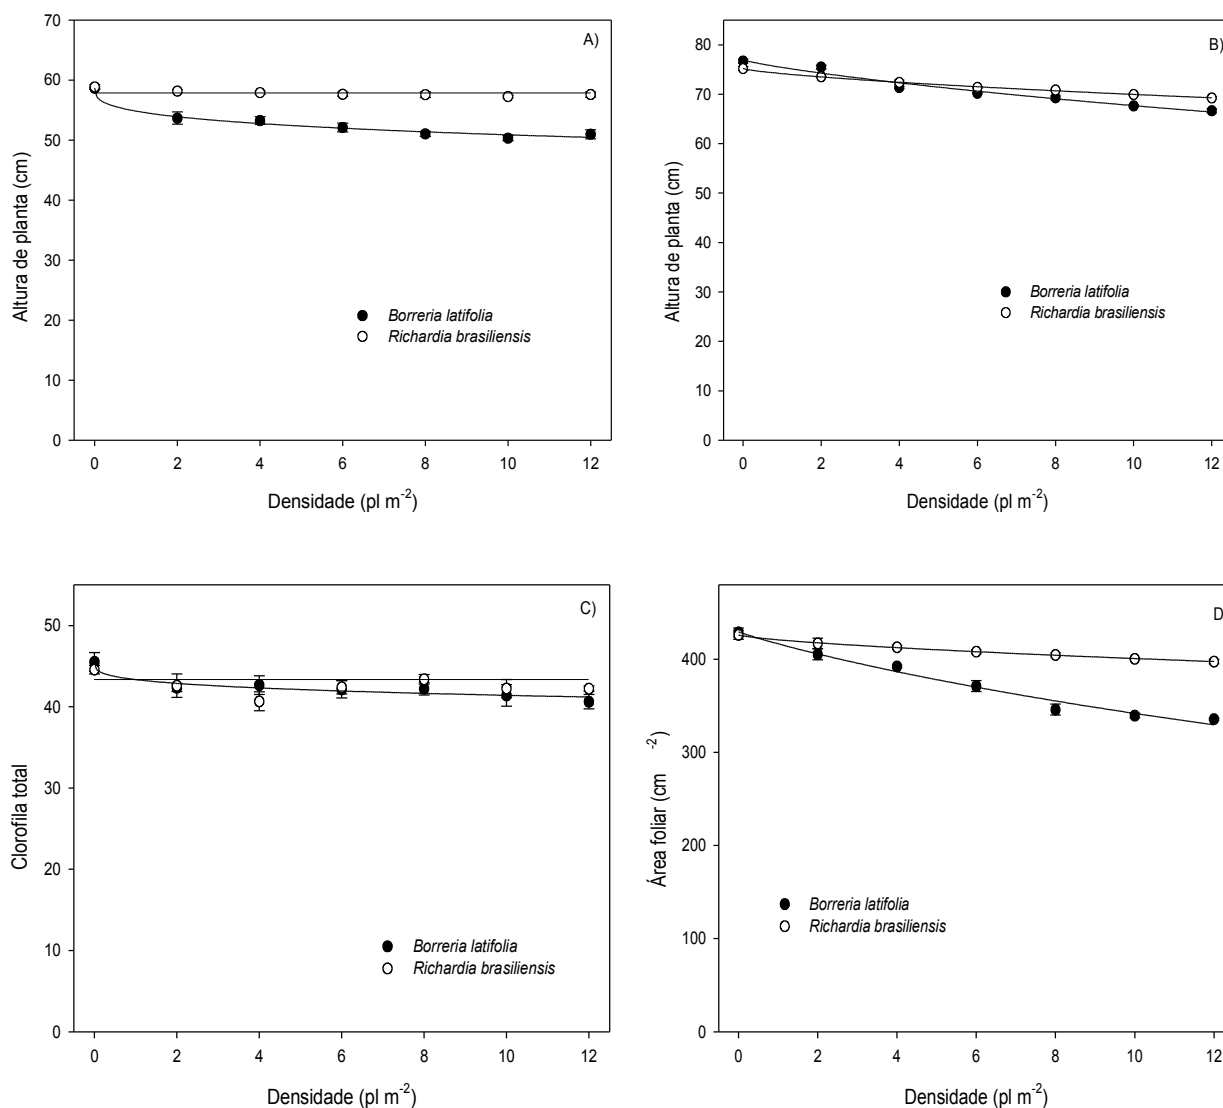 A)
70
60
50
40
30
20
10
0
Altura de planta (cm)
Borreria latifolia
Richardia brasiliensis
0 2 4 6 8 10 12
Densidade (pl m-2)
B)
80
70
60
50
40
30
20
10
0
Altura de planta (cm)
Borreria latifolia
Richardia brasiliensis
0 2 4 6 8 10 12
Densidade (pl m-2)
C)
50
40
30
20
10
0
Clorofila total
Borreria latifolia
Richardia brasiliensis
0 2 4 6 8 10 12
Densidade (pl m-2)
D
400
300
200
100
0
Área foliar (cm -2)
Borreria latifolia
Richardia brasiliensis
0 2 4 6 8 10 12
Densidade (pl m-2)